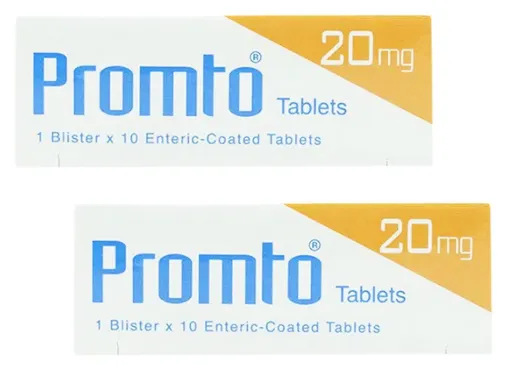 20mg
Promto® Tablets
1 Blister x 10 Enteric-Coated Tablets
20mg
Promto® Tablets
1 Blister x 10 Enteric-Coated Tablets